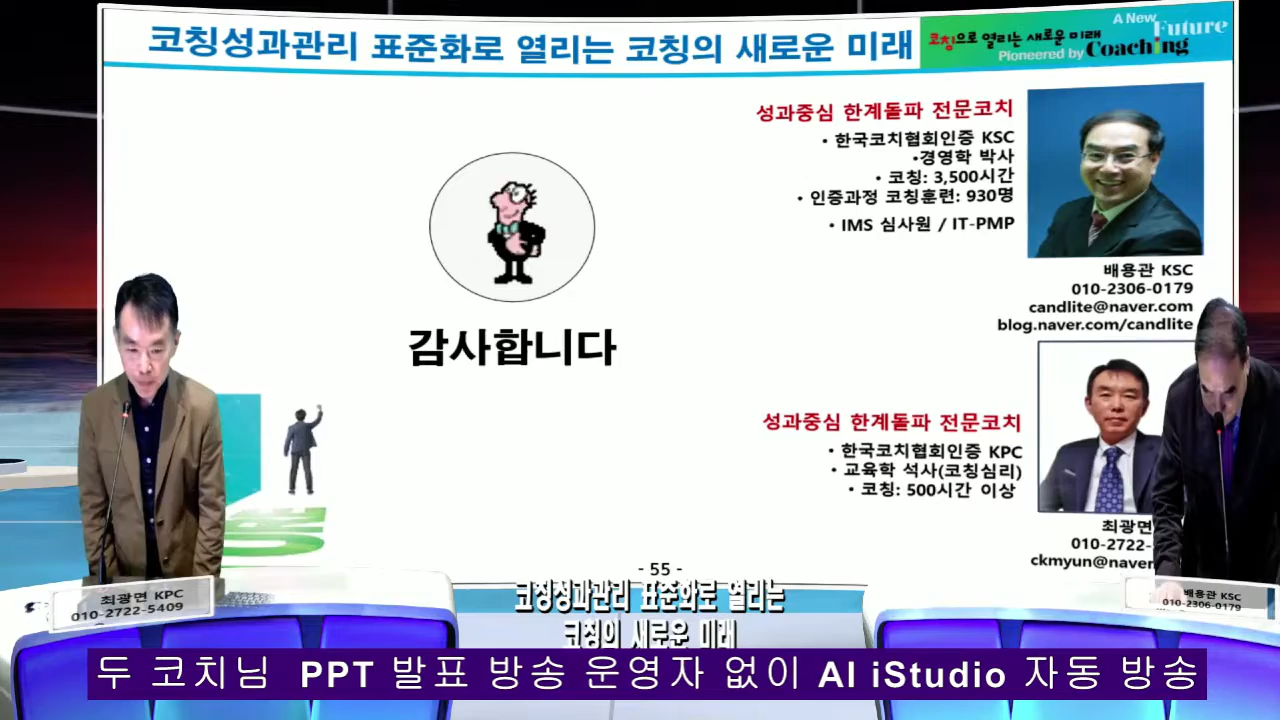 코칭성과관리 표준화로 열리는 코칭의 새로운 미래
코칭으로 열리는 새로운 미래
A New Future
Pioneered by Coaching
성과중심 한계돌파 전문코치
• 한국코치협회인증 KSC
•경영학 박사
• 코칭: 3,500시간
• 인증과정 코칭훈련: 930명
• IMS 심사원 / IT-PMP
배용관 KSC
010-2306-0179
candlite@naver.com
blog.naver.com/candlite
감사합니다
성과중심 한계돌파 전문코치
• 한국코치협회인증 KPC
• 교육학 석사(코칭심리)
• 코칭: 500시간 이상
최광면
010-2722-
ckmyun@naver
- 55 -
최광면 KPC
010-2722-5409
배용관 KSC
010-2306-0179
코칭성과관리 표준화로 열리는
코칭의 새로운 미래
두 코치님 PPT 발표 방송 운영자 없이 AI iStudio 자동 방송